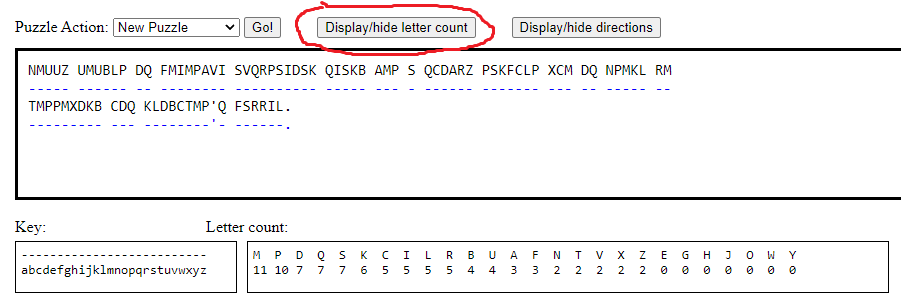 Puzzle Action: New Puzzle Go! Display/hide letter count Display/hide directions
NMUUZ UMUBLP DQ FMIMPAVI SVQRPSIDSK QISKB AMP S QCDARZ PSKFCLP XCM DQ NPMKL RM
----- ------ -- -------- ---------- ----- --- - ------ ------- --- -- ----- --
TMPPMXDKB CDQ KLDBCTMP'Q FSRRIL.
--------- --- --------'- ------.
Key: Letter count:
-------------------------- M P D Q S K C I L R B U A F N T V X Z E G H J O W Y
abcdefghijklmnopqrstuvwxyz 11 10 7 7 7 6 5 5 5 5 4 4 3 3 2 2 2 2 2 0 0 0 0 0 0 0